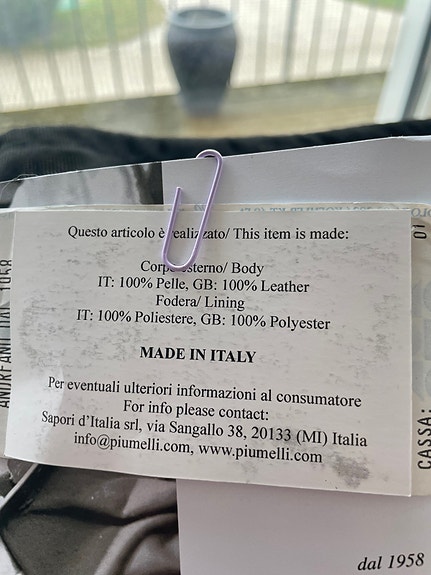 Questo articolo è realizzato/ This item is made:
Corpo esterno/ Body
IT: 100% Pelle, GB: 100% Leather
Fodera/ Lining
IT: 100% Poliestere, GB: 100% Polyester
MADE IN ITALY
Per eventuali ulteriori informazioni al consumatore
For info please contact:
Sapori d'Italia srl, via Sangallo 38, 20133 (MI) Italia
info@piumelli.com, www.piumelli.com
CASSA:
01
dal 1958